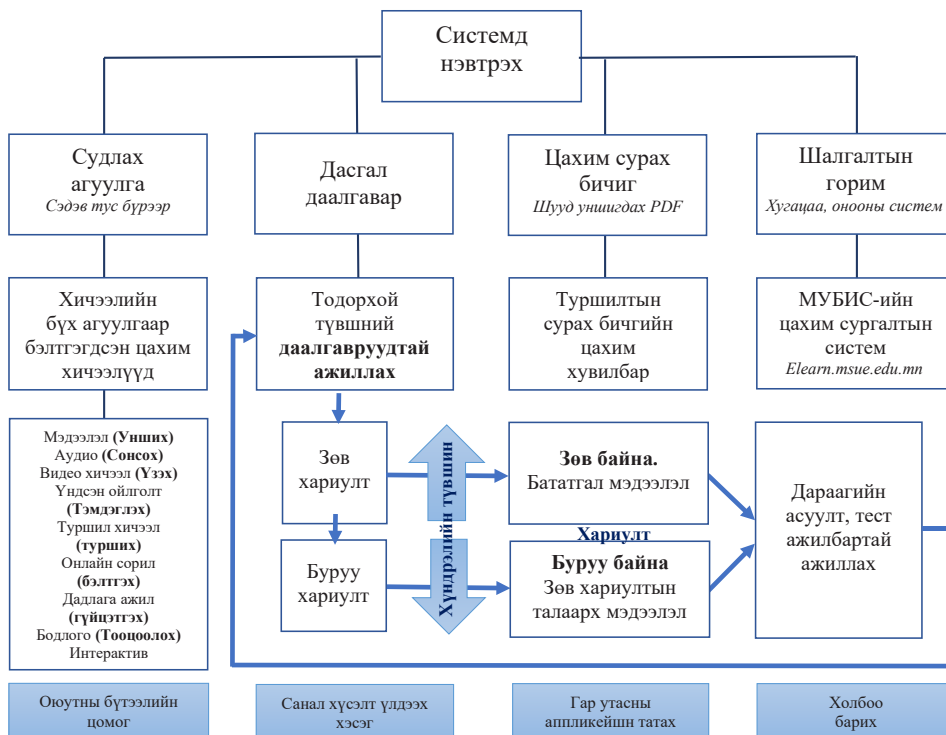 Системд
нэвтрэх
Судлах
агуулга
Сэдэв тус бүрээр
Дасгал
даалгавар
Цахим сурах
бичиг
Шууд уншигдах PDF
Шалгалтын
горим
Хугацаа, онооны систем
Хичээлийн
бүх агуулгаар
бэлтгэгдсэн цахим
хичээлүүд
Тодорхой
түвшний
даалгавруудтай
ажиллах
Туршилтын
сурах бичгийн
цахим
хувилбар
МУБИС-ийн
цахим сургалтын
систем
Elearn.msue.edu.mn
Мэдээлэл (Унших)
Аудио (Сонсох)
Видео хичээл (Үзэх)
Үндсэн ойлголт
(Тэмдэглэх)
Туршил хичээл
(турших)
Онлайн сорил
(бэлтгэх)
Дадлага ажил
(гүйцэтгэх)
Бодлого (Тооцоолох)
Интерактив
Зөв
хариулт
Буруу
хариулт
Хүндрэлийн түвшин
Зөв байна.
Бататгал мэдээлэл
Хариулт
Буруу байна
Зөв хариултын
талаарх мэдээлэл
Дараагийн
асуулт, тест
ажилбартай
ажиллах
Оюутны бүтээлийн
цомог
Санал хүсэлт үлдээх
хэсэг
Гар утасны
аппликейшн татах
Холбоо
барих